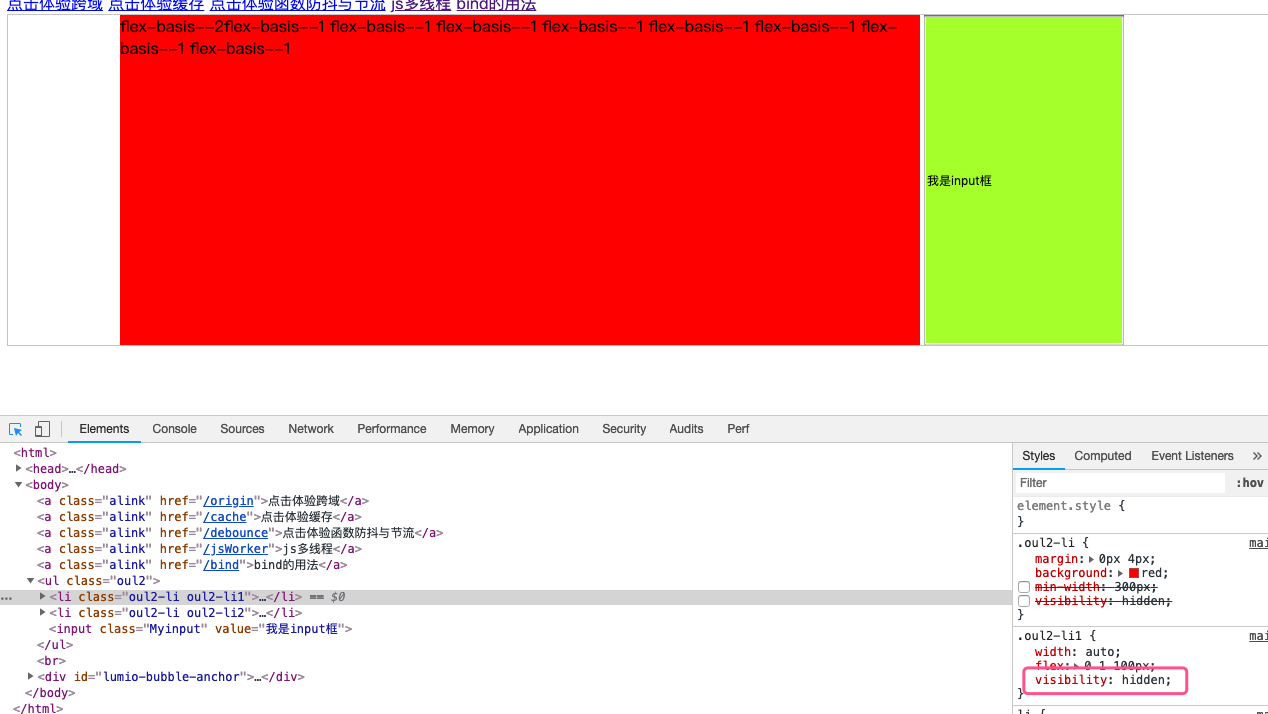 点击体验跨域 点击体验缓存 点击体验函数防抖与节流 js多线程 bind的用法
flex-basis--2flex-basis--1 flex-basis--1 flex-basis--1 flex-basis--1 flex-basis--1 flex-basis--1 flex-
basis--1 flex-basis--1
我是input框
Elements Console Sources Network Performance Memory Application Security Audits Perf
<html>
<head>…</head>
<body>
<a class="alink" href="/origin">点击体验跨域</a>
<a class="alink" href="/cache">点击体验缓存</a>
<a class="alink" href="/debounce">点击体验函数防抖与节流</a>
<a class="alink" href="/jsWorker">js多线程</a>
<a class="alink" href="/bind">bind的用法</a>
<ul class="oul2">
<li class="oul2-li oul2-li1">…</li> == $0
<li class="oul2-li oul2-li2">…</li>
<input class="Myinput" value="我是input框">
</ul>
<br>
<div id="lumio-bubble-anchor">…</div>
</body>
</html>
Styles Computed Event Listeners »
Filter :hov
element.style {
}
.oul2-li { mai
margin: 0px 4px;
background: red;
min-width: 300px;
visibility: hidden;
}
.oul2-li1 { mai
width: auto;
flex: 0 1 100px;
visibility: hidden;
}
li {